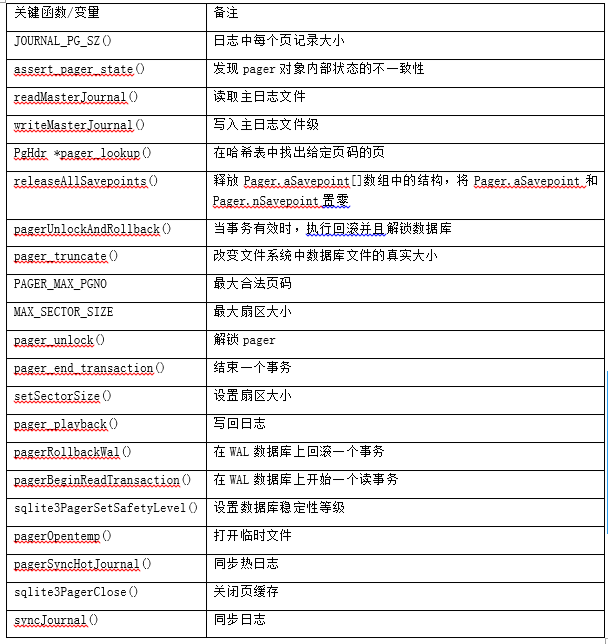 关键函数/变量 备注
JOURNAL_PG_SZ() 日志中每个页记录大小
assert_pager_state() 发现 pager 对象内部状态的不一致性
readMasterJournal() 读取主日志文件
writeMasterJournal() 写入主日志文件级
PgHdr *pager_lookup() 在哈希表中找出给定页码的页
releaseAllSavepoints() 释放 Pager.aSavepoint[]数组中的结构，将 Pager.aSavepoint 和
Pager.nSavepoint 置零
pagerUnlockAndRollback() 当事务有效时，执行回滚并且解锁数据库
pager_truncate() 改变文件系统中数据库文件的真实大小
PAGER_MAX_PGNO 最大合法页码
MAX_SECTOR_SIZE 最大扇区大小
pager_unlock() 解锁 pager
pager_end_transaction() 结束一个事务
setSectorSize() 设置扇区大小
pager_playback() 写回日志
pagerRollbackWal() 在 WAL 数据库上回滚一个事务
pagerBeginReadTransaction() 在 WAL 数据库上开始一个读事务
sqlite3PagerSetSafetyLevel() 设置数据库稳定性等级
pagerOpentemp() 打开临时文件
pagerSyncHotJournal() 同步热日志
sqlite3PagerClose() 关闭页缓存
syncJournal() 同步日志